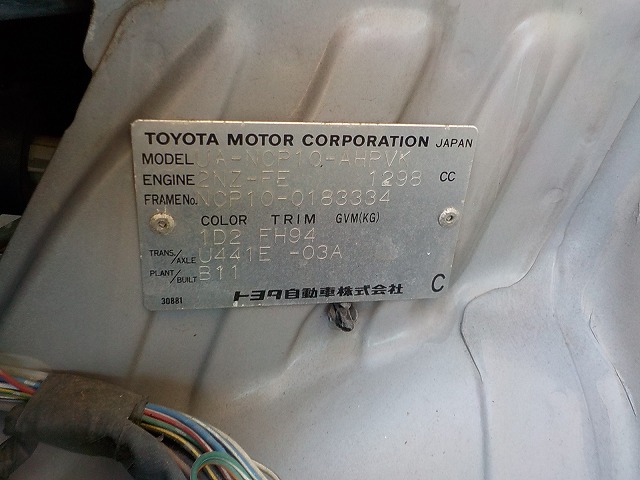 TOYOTA MOTOR CORPORATION JAPAN
MODEL UA-NCP10-AHPVK
ENGINE 2NZ-FE 1298 CC
FRAME No. NCP10-0183334
COLOR TRIM GVM(KG)
1D2 FH94
TRANS./AXLE U441E -03A
PLANT/BUILT B11
30881 トヨタ自動車株式会社 C